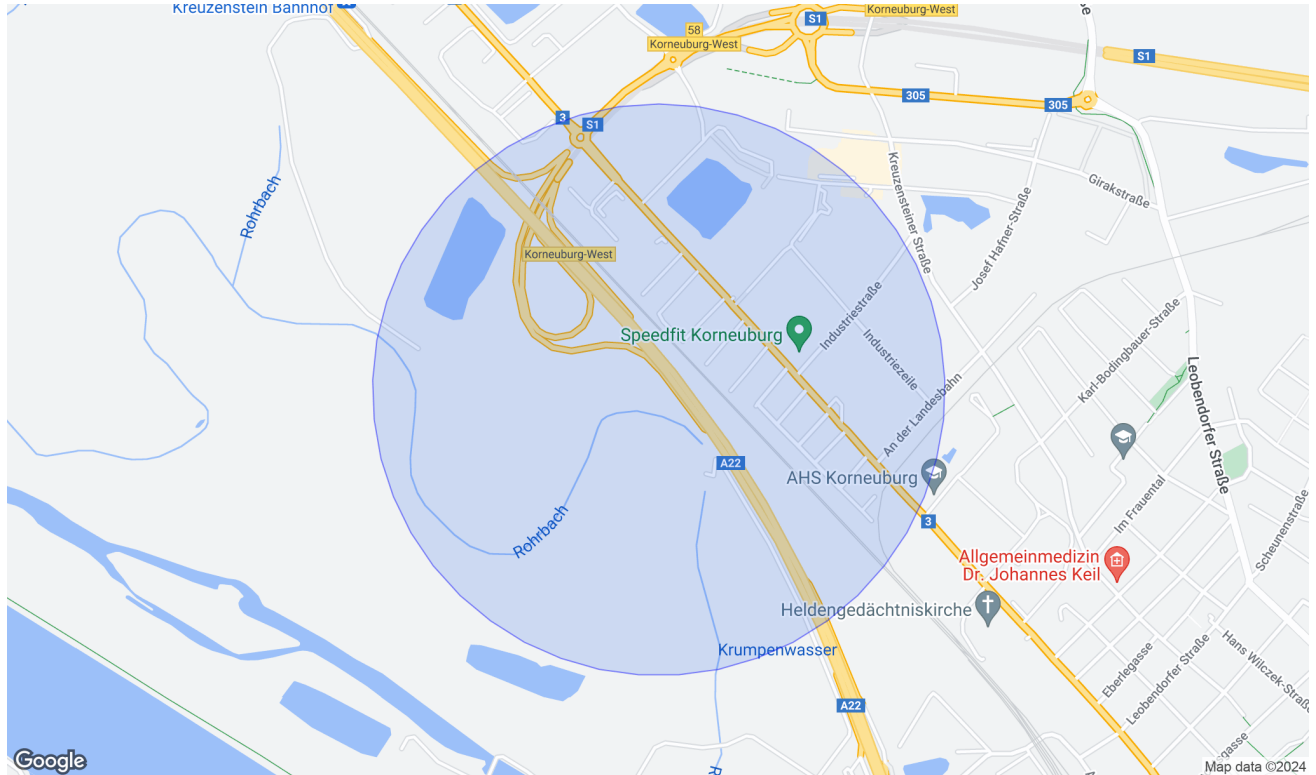 Kreuzenstein Bahnhof
S1
Korneuburg-West
58
Korneuburg-West
S1
305
305
3
S1
Rohrbach
Kreuzensteiner Straße
Girakstraße
Josef Hafner-Straße
Korneuburg-West
Speedfit Korneuburg
Industriestraße
Industriezeile
Karl-Bodingbauer-Straße
Leobendorfer Straße
An der Landesbahn
A22
AHS Korneuburg
3
Im Frauental
Scheunenstraße
Rohrbach
Allgemeinmedizin
Dr. Johannes Keil
Heldengedächtniskirche
Krumpenwasser
Eberlegasse
Leobendorfer Straße
Hans Wilczek-Straße
A22
Google
Map data ©2024